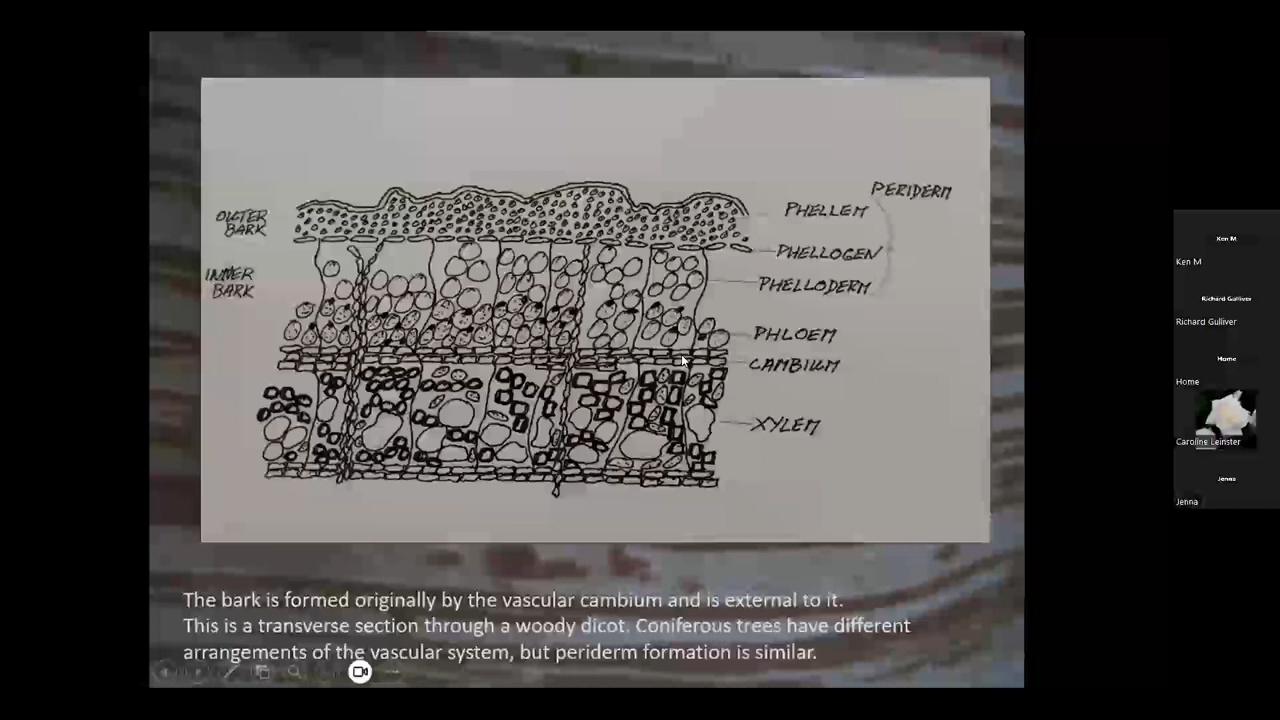 PERIDERM
OUTER
BARK
PHELLEM
PHELLOGEN
INNER
BARK
PHELLODERM
PHLOEM
CAMBIUM
XYLEM
The bark is formed originally by the vascular cambium and is external to it.
This is a transverse section through a woody dicot. Coniferous trees have different
arrangements of the vascular system, but periderm formation is similar.
Ken M
Ken M
Richard Gulliver
Richard Gulliver
Home
Home
Caroline Leinster
Jenna
Jenna